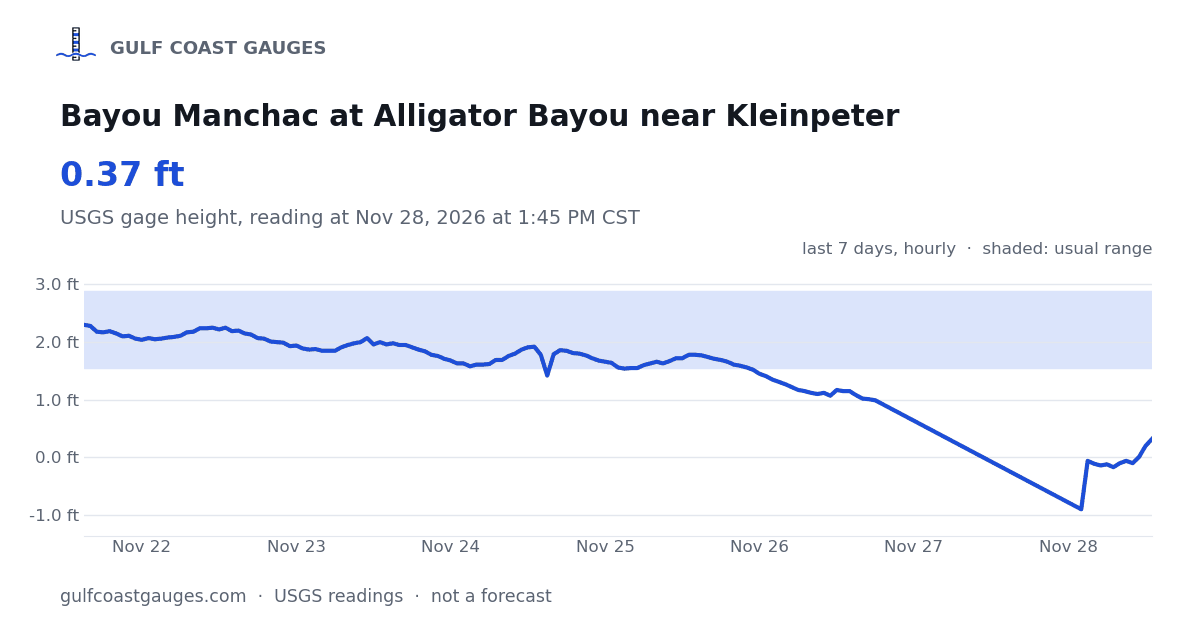 GULF COAST GAUGES
Bayou Manchac at Alligator Bayou near Kleinpeter
0.37 ft
USGS gage height, reading at Nov 28, 2026 at 1:45 PM CST
last 7 days, hourly · shaded: usual range
3.0 ft
2.0 ft
1.0 ft
0.0 ft
-1.0 ft
Nov 22 Nov 23 Nov 24 Nov 25 Nov 26 Nov 27 Nov 28
gulfcoastgauges.com · USGS readings · not a forecast